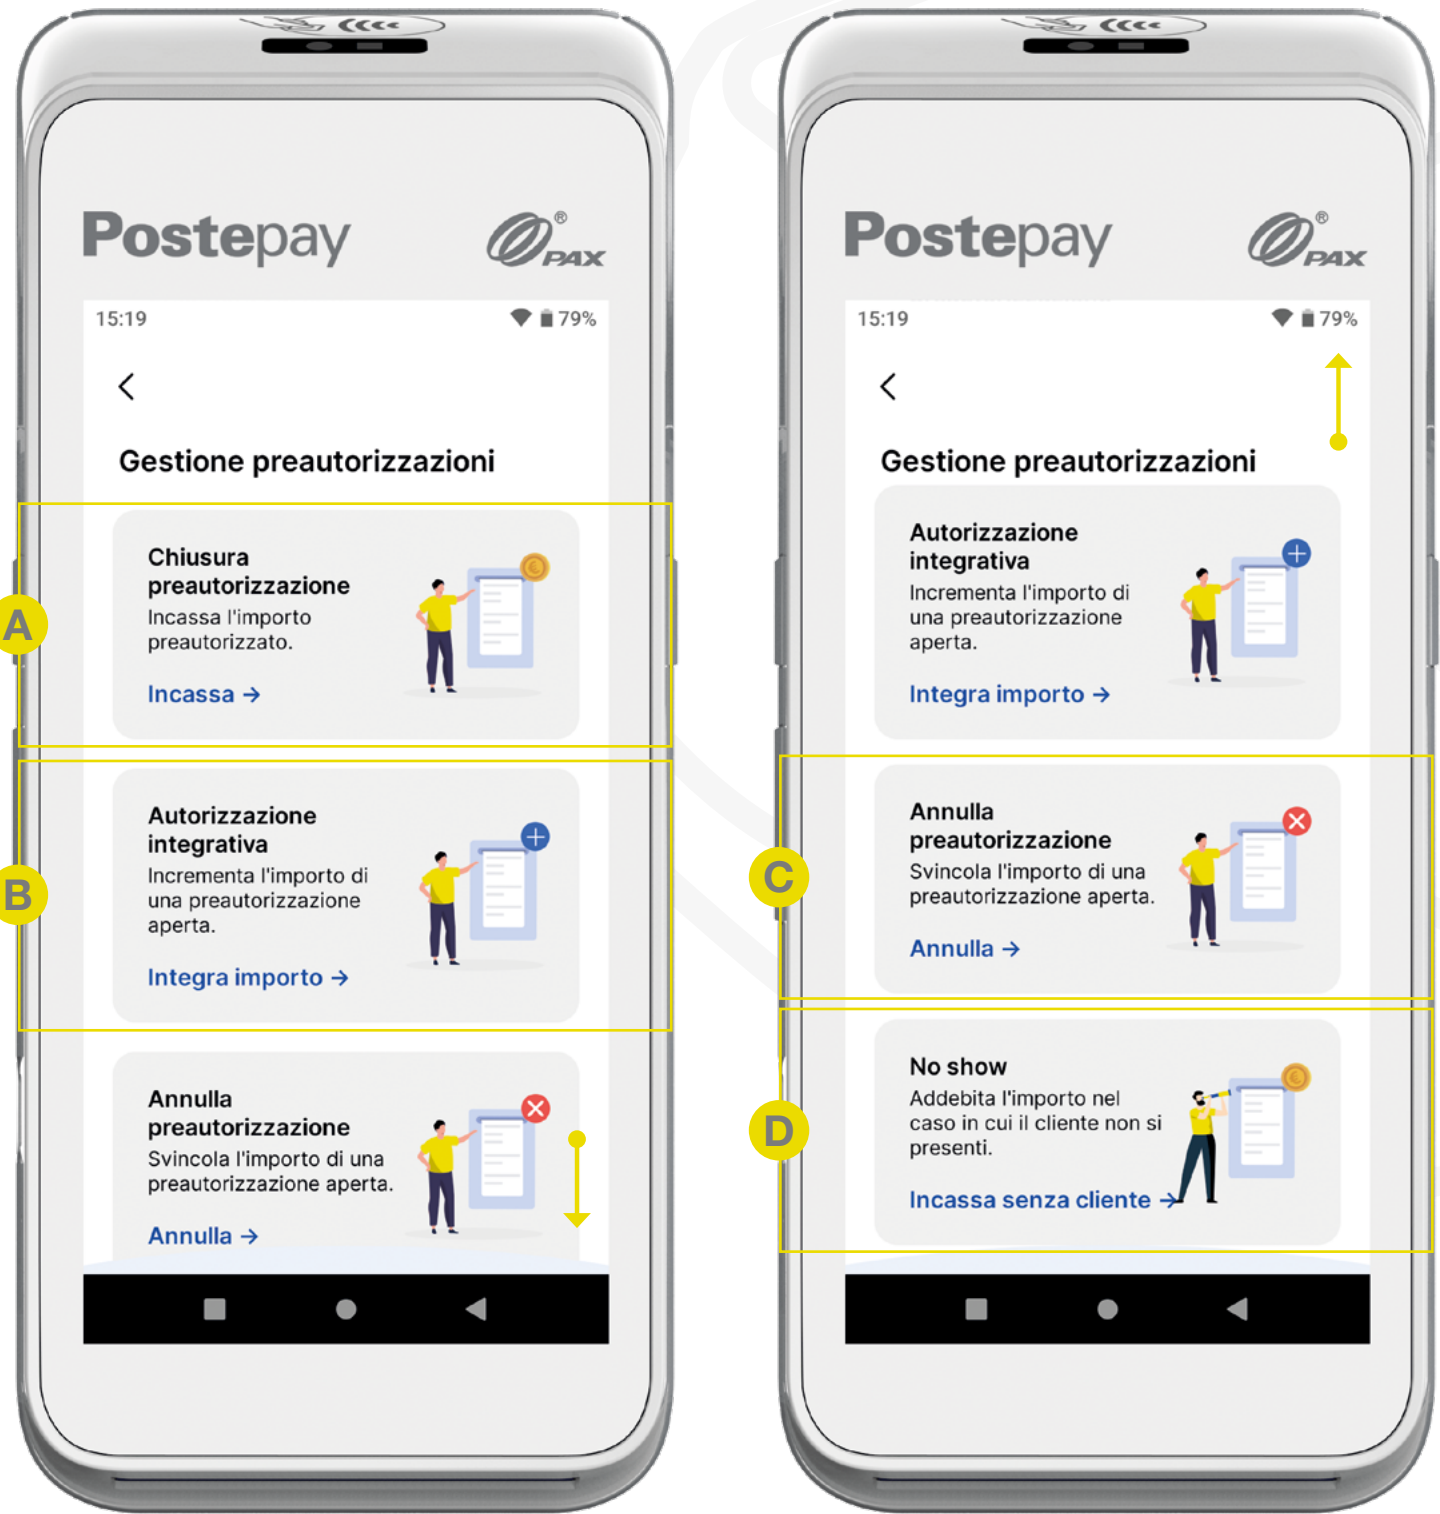 Postepay
PAX
®
15:19
79%
Gestione preautorizzazioni
A
Chiusura
preautorizzazione
Incassa l'importo
preautorizzato.
Incassa →
B
Autorizzazione
integrativa
Incrementa l'importo di
una preautorizzazione
aperta.
Integra importo →
Annulla
preautorizzazione
Svincola l'importo di una
preautorizzazione aperta.
Annulla →
Postepay
PAX
®
15:19
79%
Gestione preautorizzazioni
Autorizzazione
integrativa
Incrementa l'importo di
una preautorizzazione
aperta.
Integra importo →
C
Annulla
preautorizzazione
Svincola l'importo di una
preautorizzazione aperta.
Annulla →
D
No show
Addebita l'importo nel
caso in cui il cliente non si
presenti.
Incassa senza cliente →